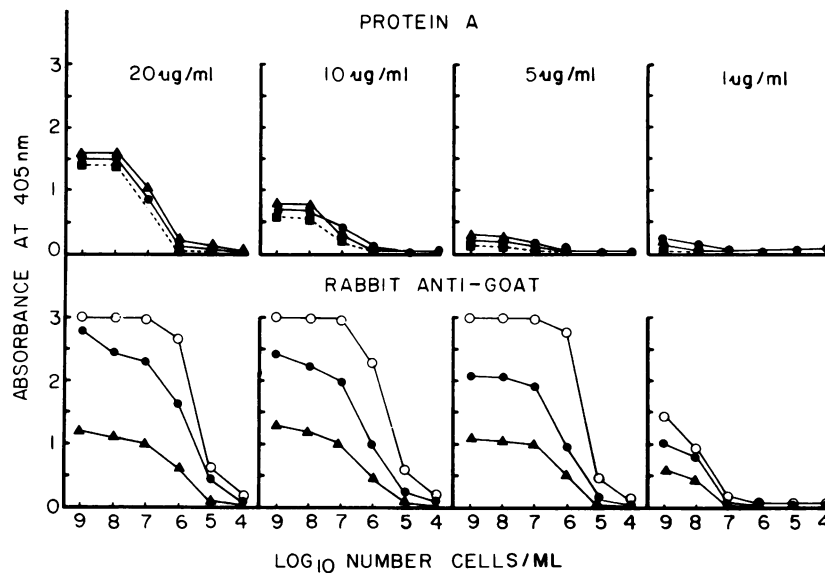 PROTEIN A
20 ug/ml
10 ug/ml
5 ug/ml
1 ug/ml
3
2
1
0
ABSORBANCE AT 405 nm
RABBIT ANTI-GOAT
3
2
1
0
9 8 7 6 5 4
9 8 7 6 5 4
9 8 7 6 5 4
9 8 7 6 5 4
LOG10 NUMBER CELLS/ML